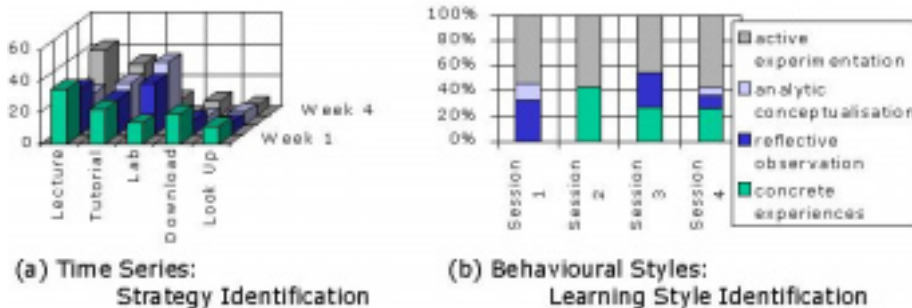 60
40
20
0
Week 4
Week 1
Lecture
Tutorial
Lab
Download
Look Up
(a) Time Series:
Strategy Identification
100%
80%
60%
40%
20%
0%
Session
1
Session
2
Session
3
Session
4
active
experimentation
analytic
conceptualisation
reflective
observation
concrete
experiences
(b) Behavioural Styles:
Learning Style Identification